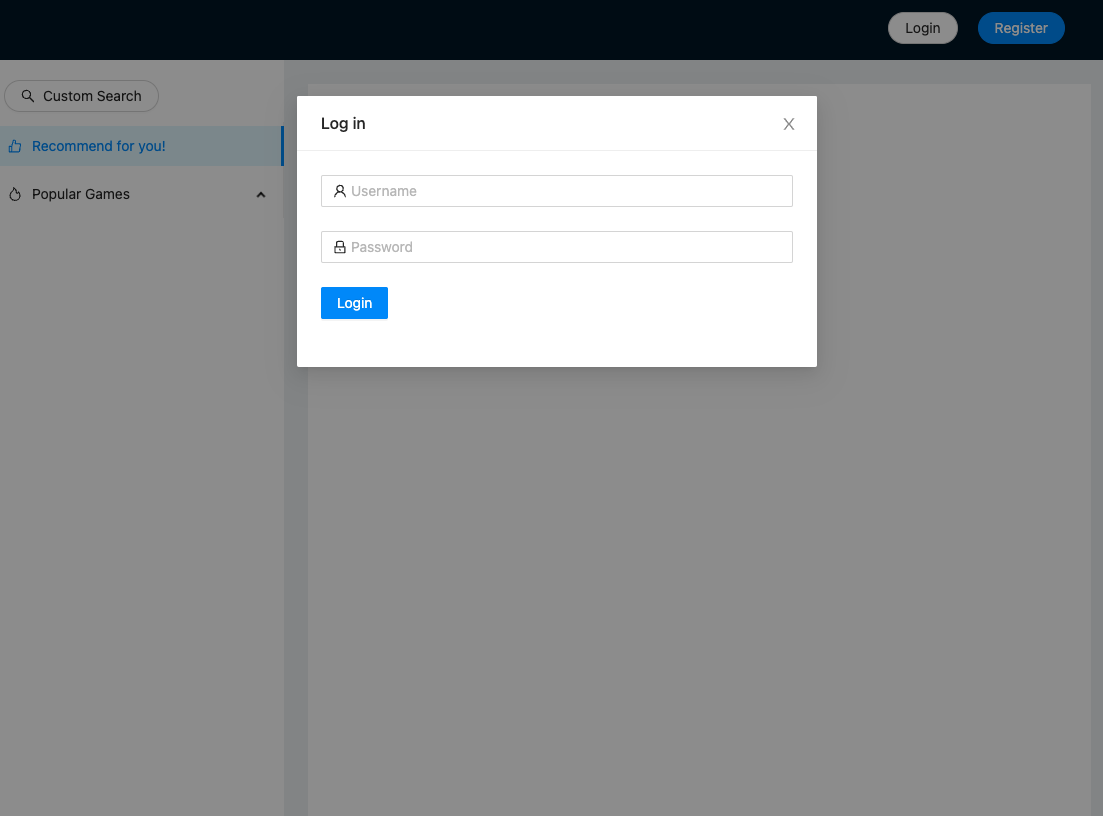 Login
Register
Custom Search
Recommend for you!
Popular Games
Log in
Username
Password
Login